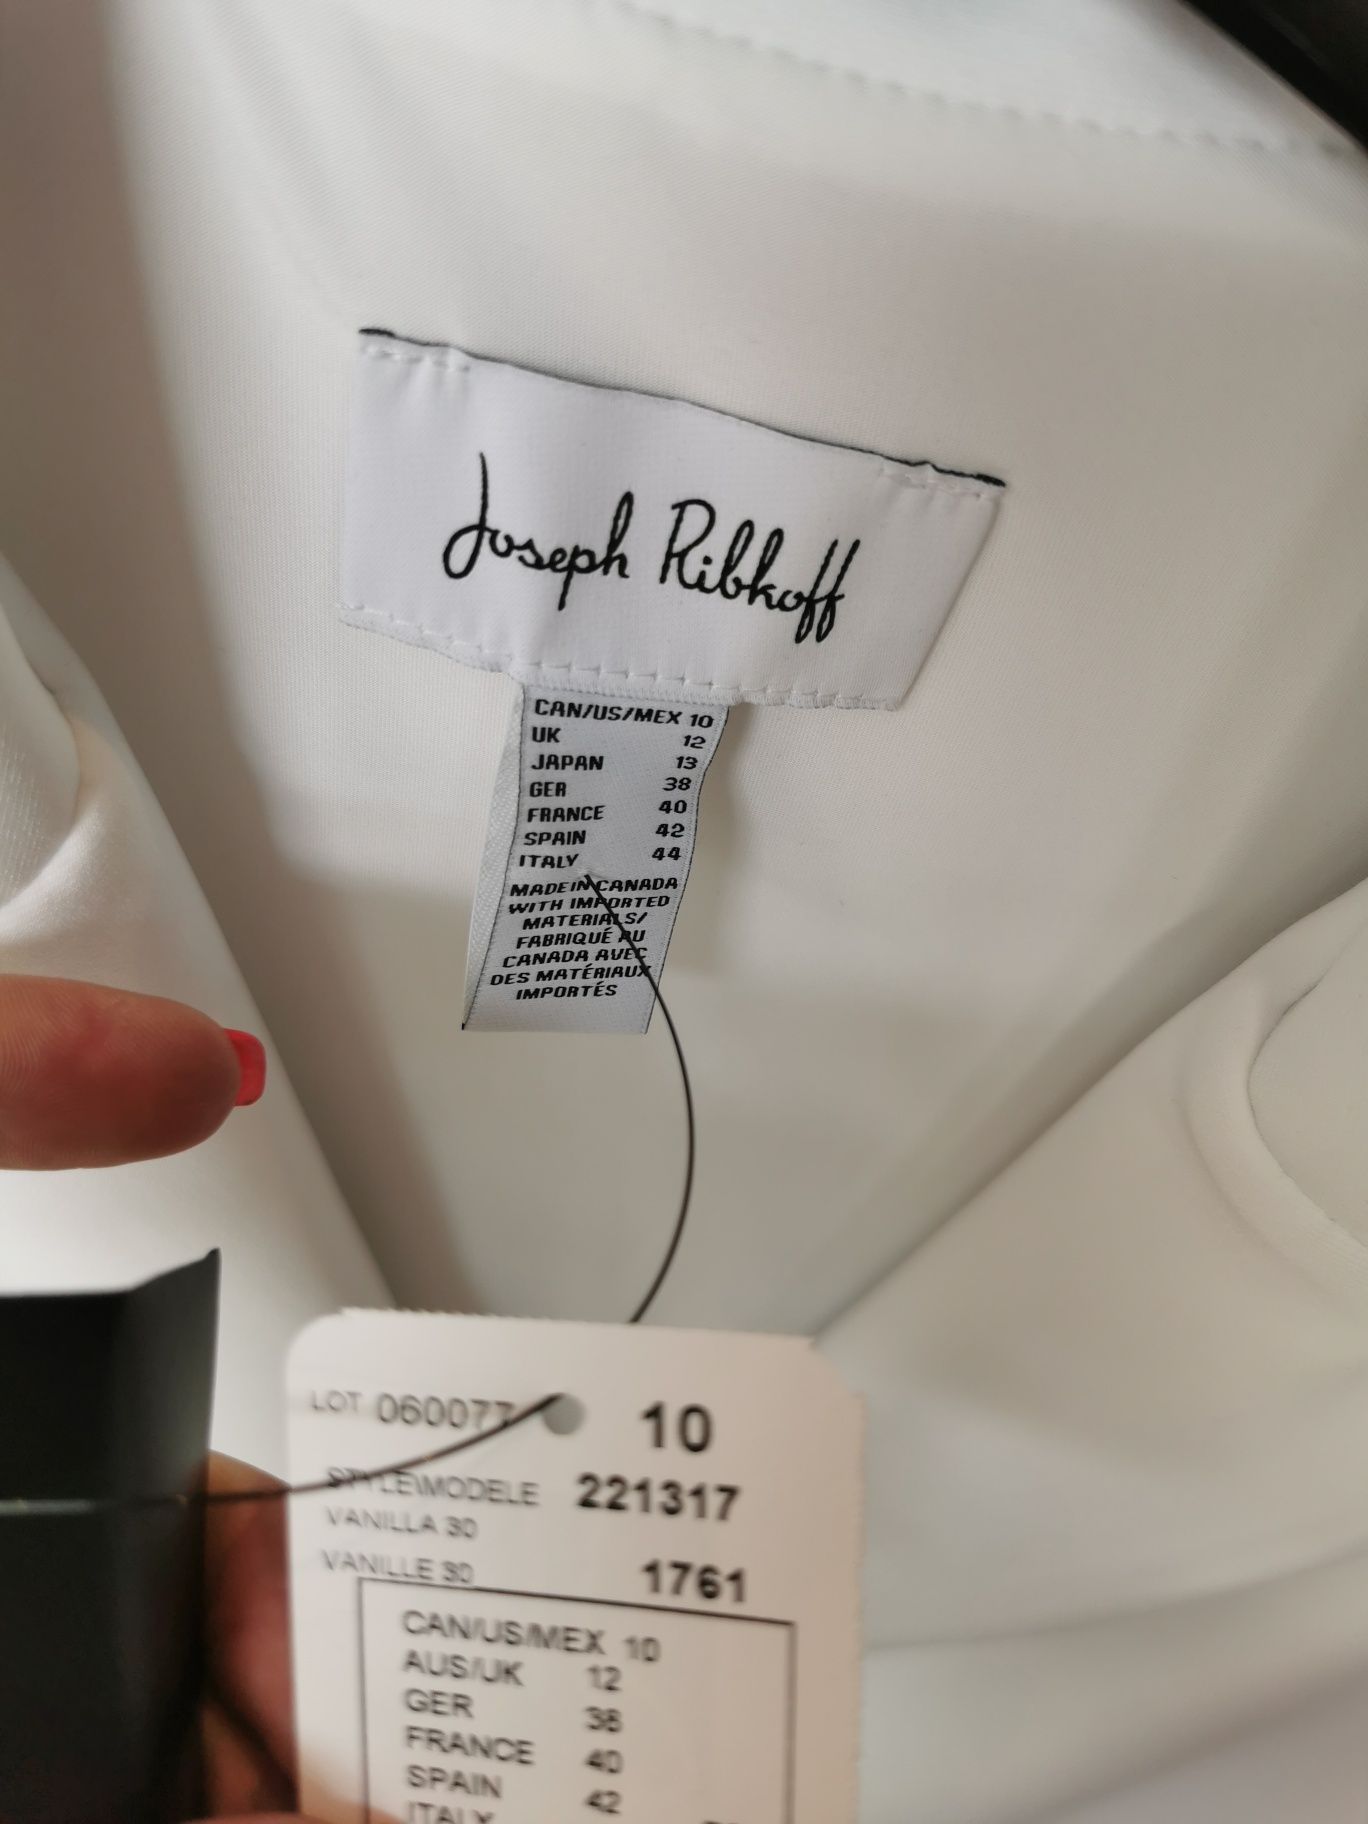 Joseph Ribkoff
CAN/US/MEX 10
UK 12
JAPAN 13
GER 38
FRANCE 40
SPAIN 42
ITALY 44
MADE IN CANADA
WITH IMPORTED
MATERIALS/
FABRIQUÉ AU
CANADA AVEC
DES MATÉRIAUX
IMPORTÉS
LOT 060077 10
STYLE\MODELE 221317
VANILLA 30
VANILLE 30 1761
CAN/US/MEX 10
AUS/UK 12
GER 38
FRANCE 40
SPAIN 42
ITALY